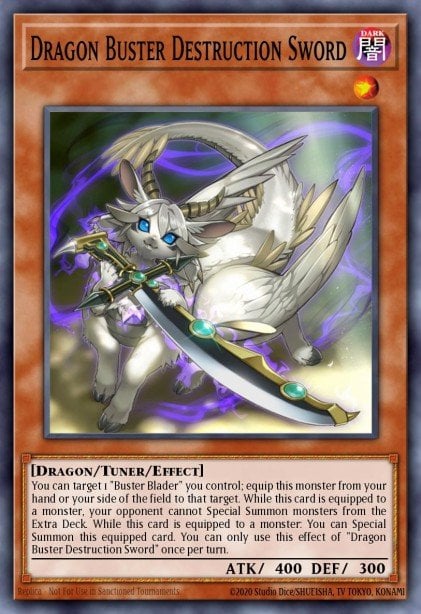 Dragon Buster Destruction Sword
DARK
闇
[Dragon/Tuner/Effect]
You can target 1 "Buster Blader" you control; equip this monster from your
hand or your side of the field to that target. While this card is equipped to
a monster, your opponent cannot Special Summon monsters from the
Extra Deck. While this card is equipped to a monster: You can Special
Summon this equipped card. You can only use this effect of "Dragon
Buster Destruction Sword" once per turn.
ATK/ 400 DEF/ 300
Replica - Not For Use in Sanctioned Tournaments
©2020 Studio Dice/SHUEISHA, TV TOKYO, KONAMI